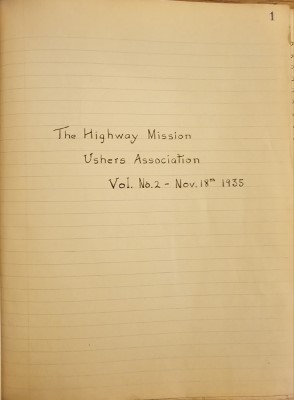 1
The Highway Mission
Ushers Association
Vol. No. 2 - Nov. 18th 1935